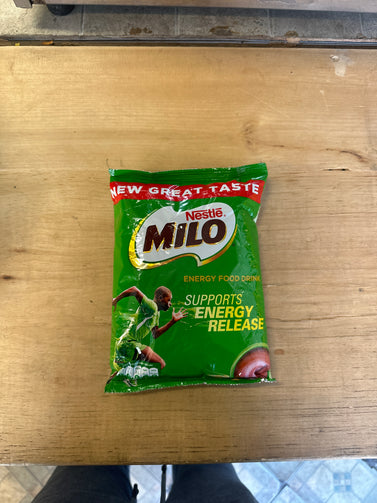 NEW GREAT TASTE
Nestlé
MILO
ENERGY FOOD DRINK
SUPPORTS
ENERGY
RELEASE